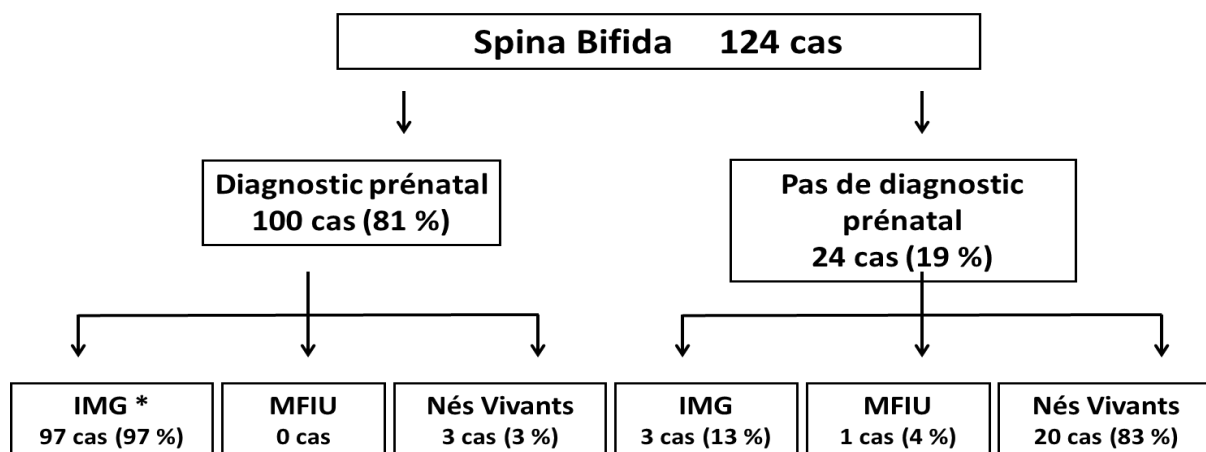 Spina Bifida 124 cas
Diagnostic prénatal
100 cas (81 %)
Pas de diagnostic
prénatal
24 cas (19 %)
IMG *
97 cas (97 %)
MFIU
0 cas
Nés Vivants
3 cas (3 %)
IMG
3 cas (13 %)
MFIU
1 cas (4 %)
Nés Vivants
20 cas (83 %)